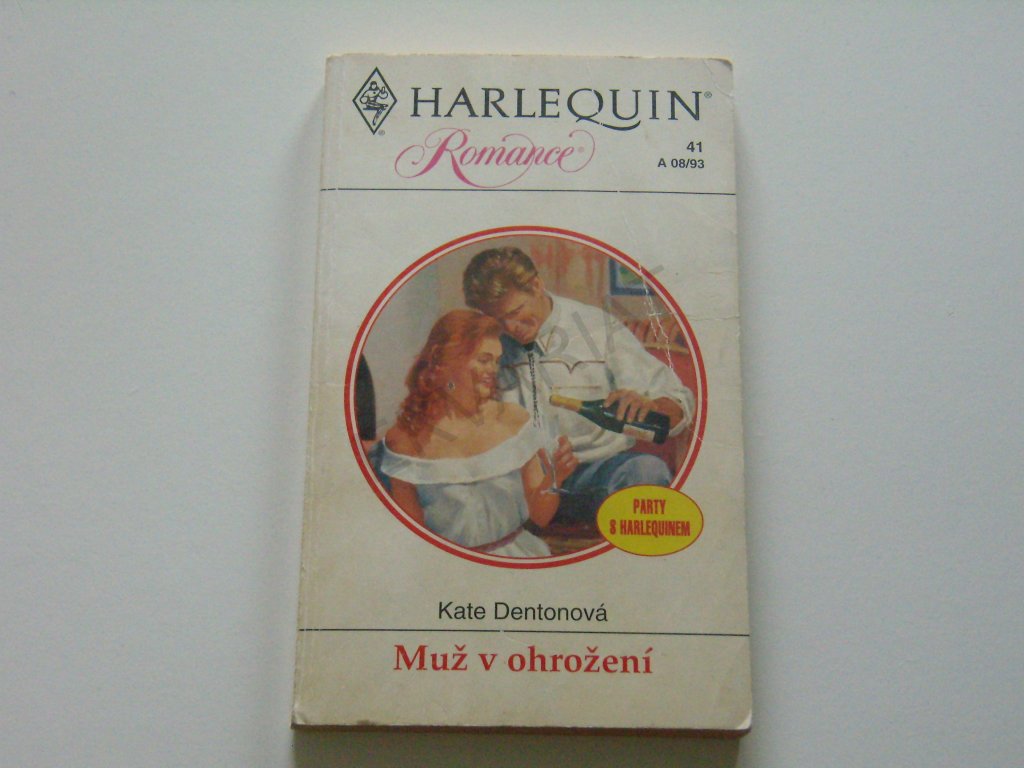 HARLEQUIN®
Romance®
41
A 08/93
PARTY
S HARLEQUINEM
Kate Dentonová
Muž v ohrožení